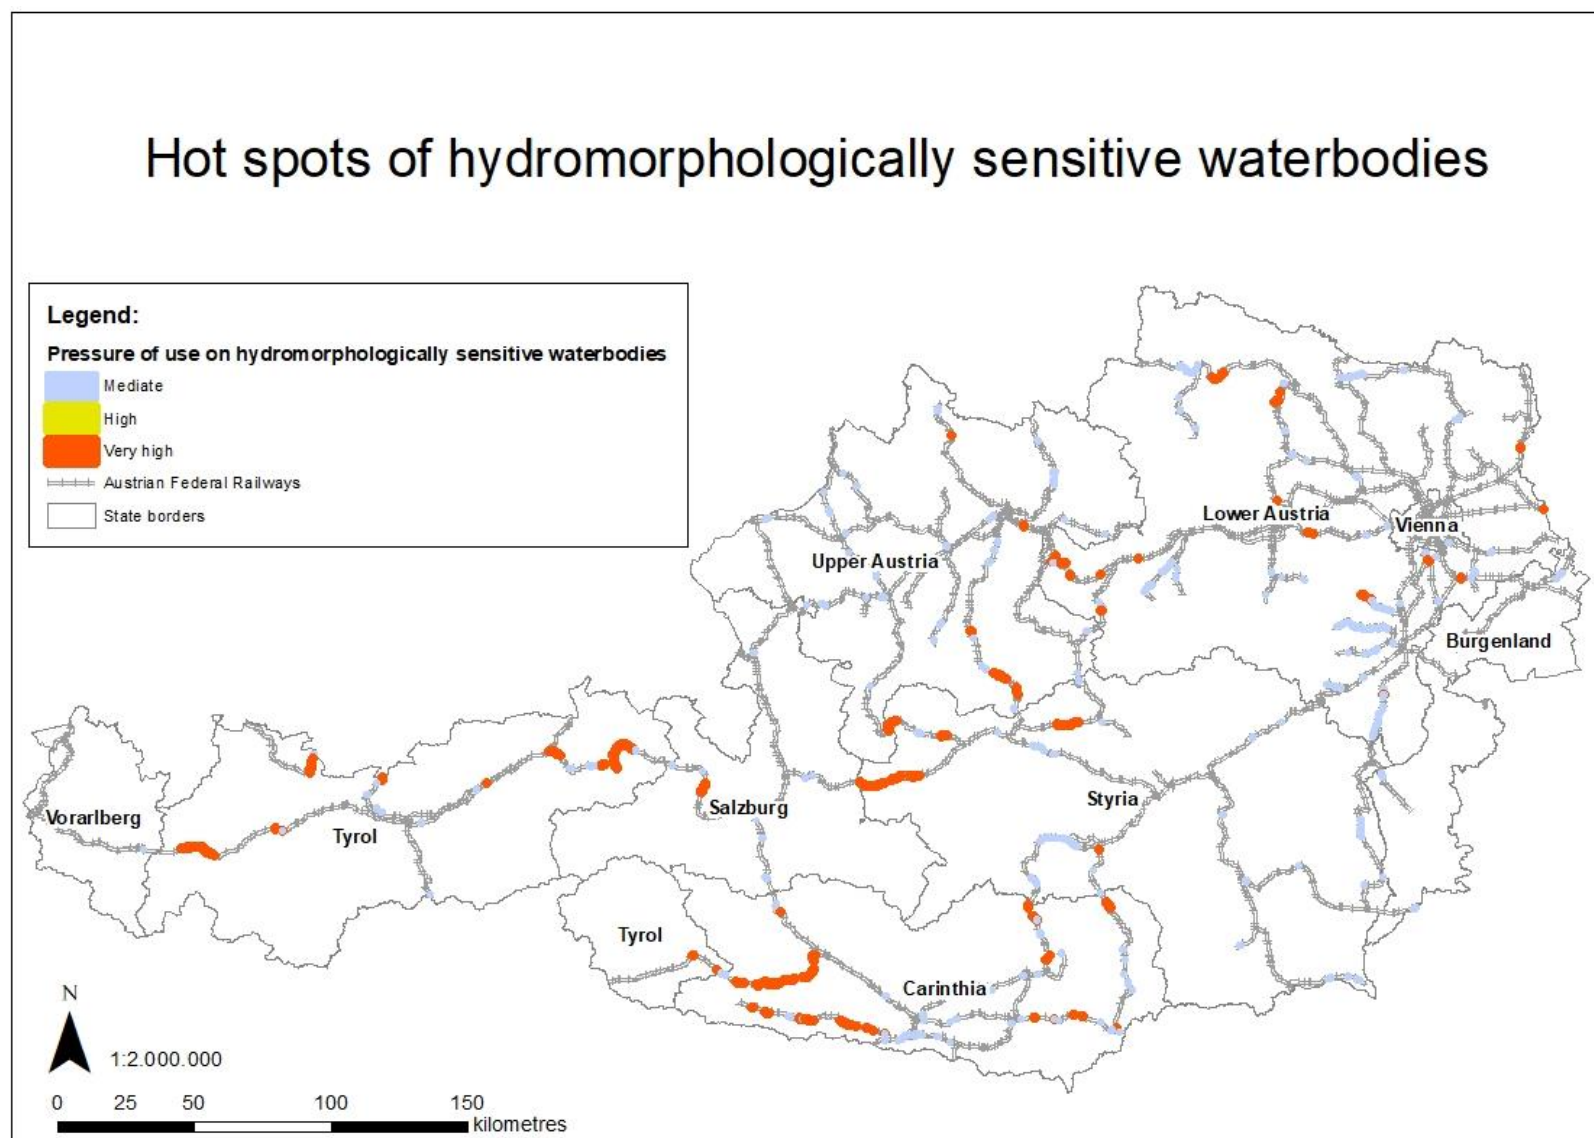 Hot spots of hydromorphologically sensitive waterbodies
Legend:
Pressure of use on hydromorphologically sensitive waterbodies
Mediate
High
Very high
Austrian Federal Railways
State borders
Lower Austria
Vienna
Upper Austria
Burgenland
Vorarlberg
Tyrol
Salzburg
Styria
Tyrol
Carinthia
N
1:2.000.000
0 25 50 100 150
kilometres